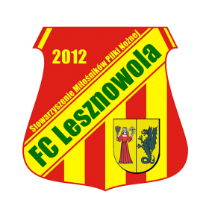 2012
Stowarzyszenie Miłośników Piłki Nożnej
FC Lesznowola